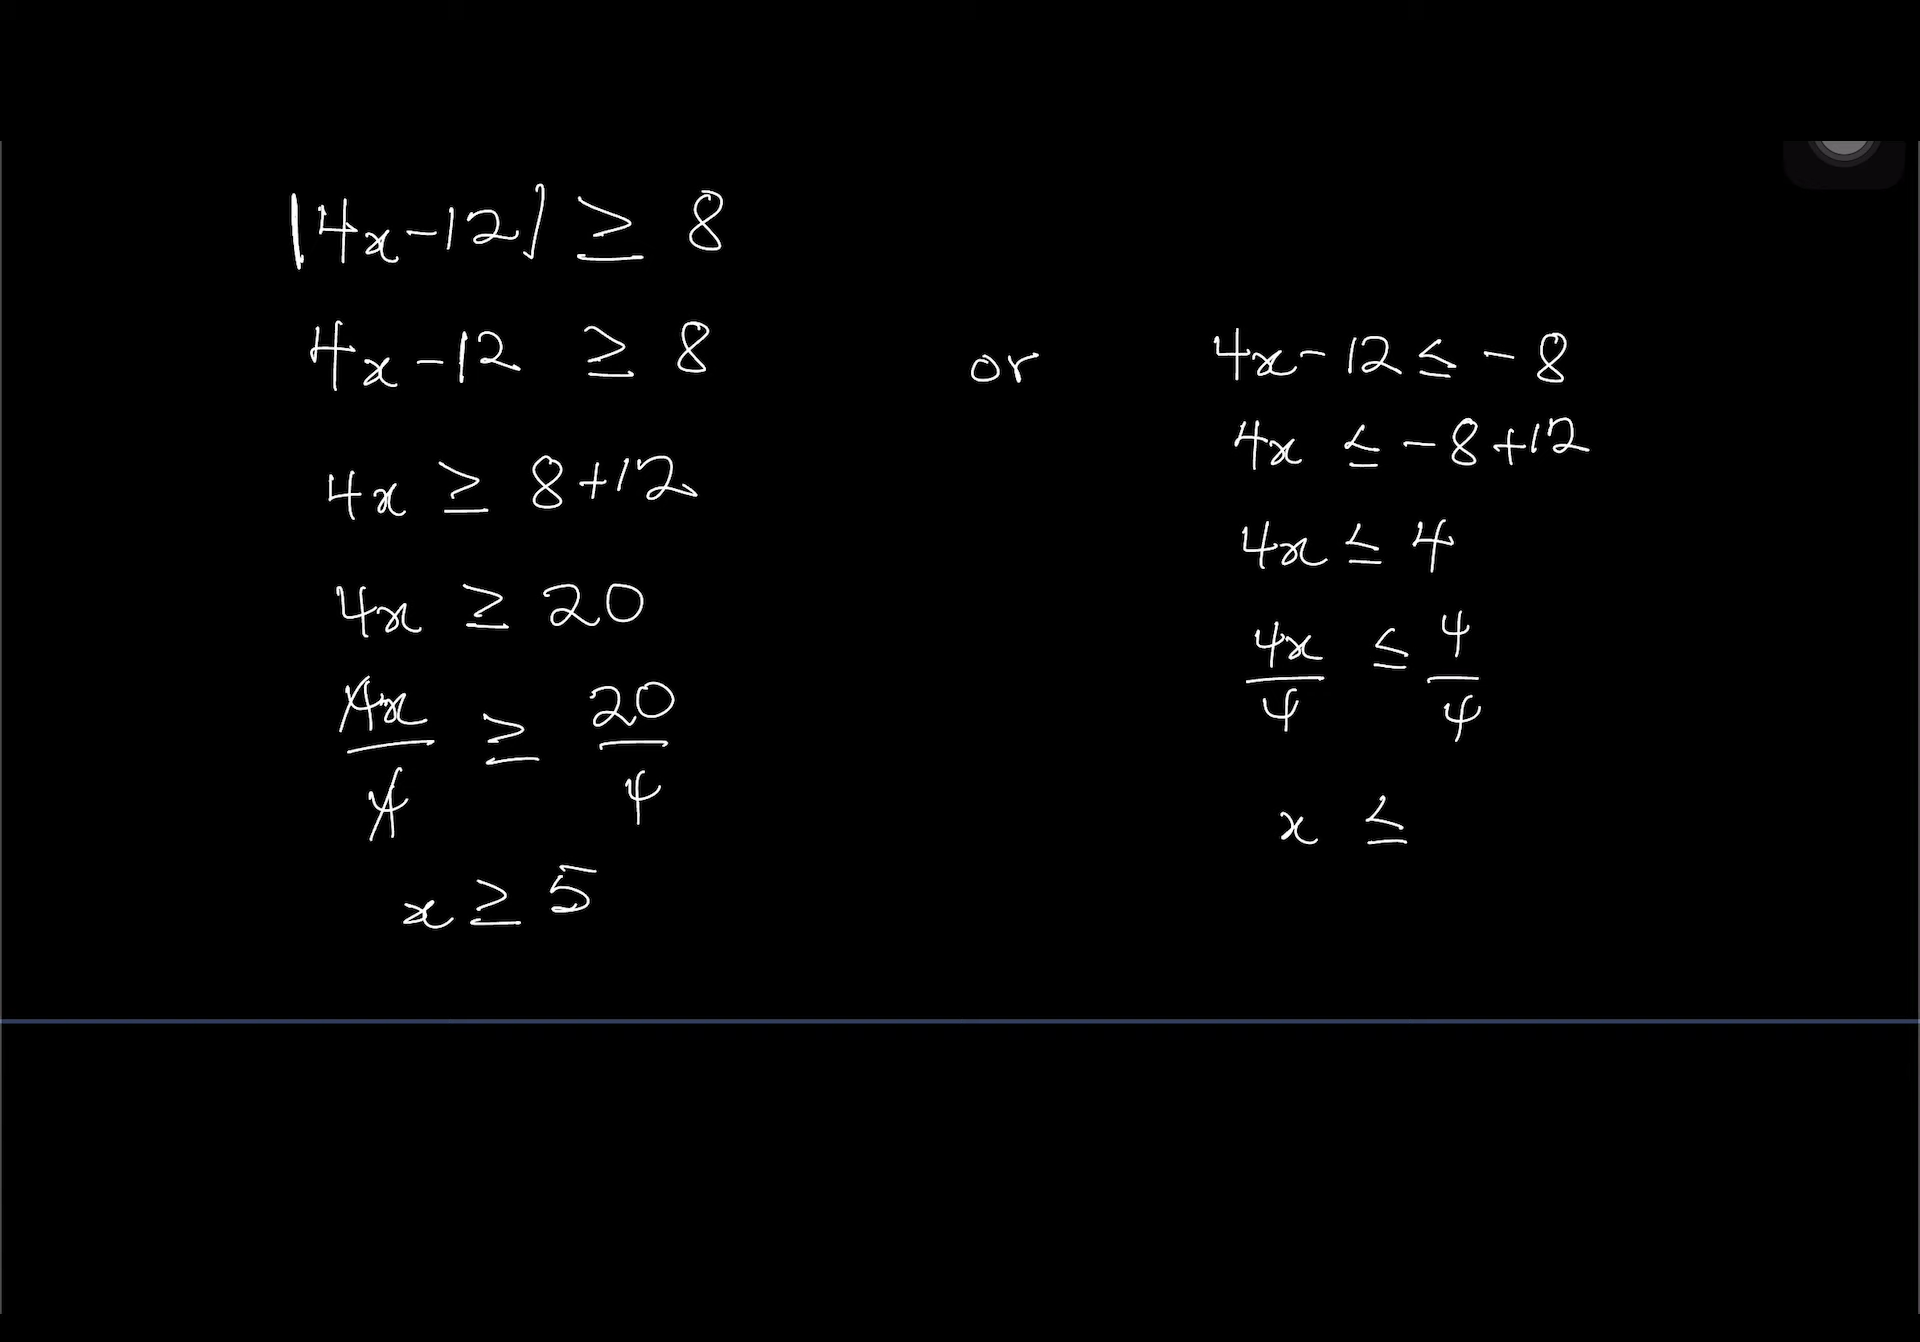 |4x-12| ≥ 8
4x-12 ≥ 8 or 4x-12 ≤ -8
4x ≤ -8+12
4x ≥ 8+12
4x ≤ 4
4x ≥ 20
4x/4 ≤ 4/4
4x/4 ≥ 20/4
x ≤
x ≥ 5